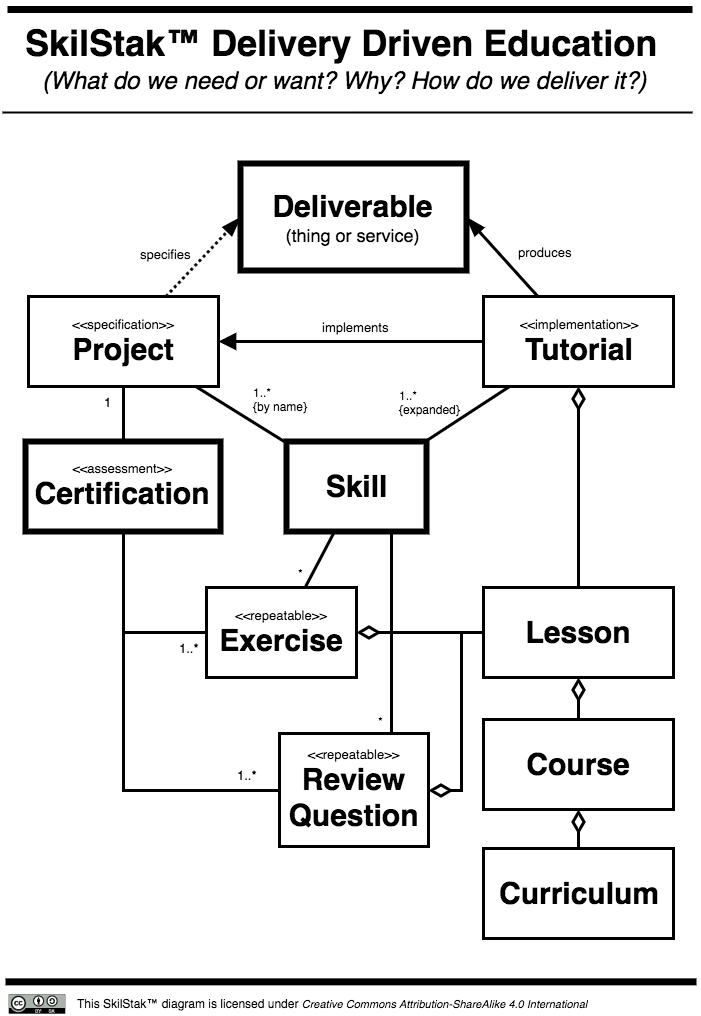 SkilStak™ Delivery Driven Education
(What do we need or want? Why? How do we deliver it?)
Deliverable
(thing or service)
specifies
produces
<<specification>>
Project
implements
<<implementation>>
Tutorial
1
1..*
{by name}
1..*
{expanded}
<<assessment>>
Certification
Skill
*
<<repeatable>>
Exercise
1..*
Lesson
*
<<repeatable>>
Review
Question
1..*
Course
Curriculum
cc BY SA
This SkilStak™ diagram is licensed under Creative Commons Attribution-ShareAlike 4.0 International